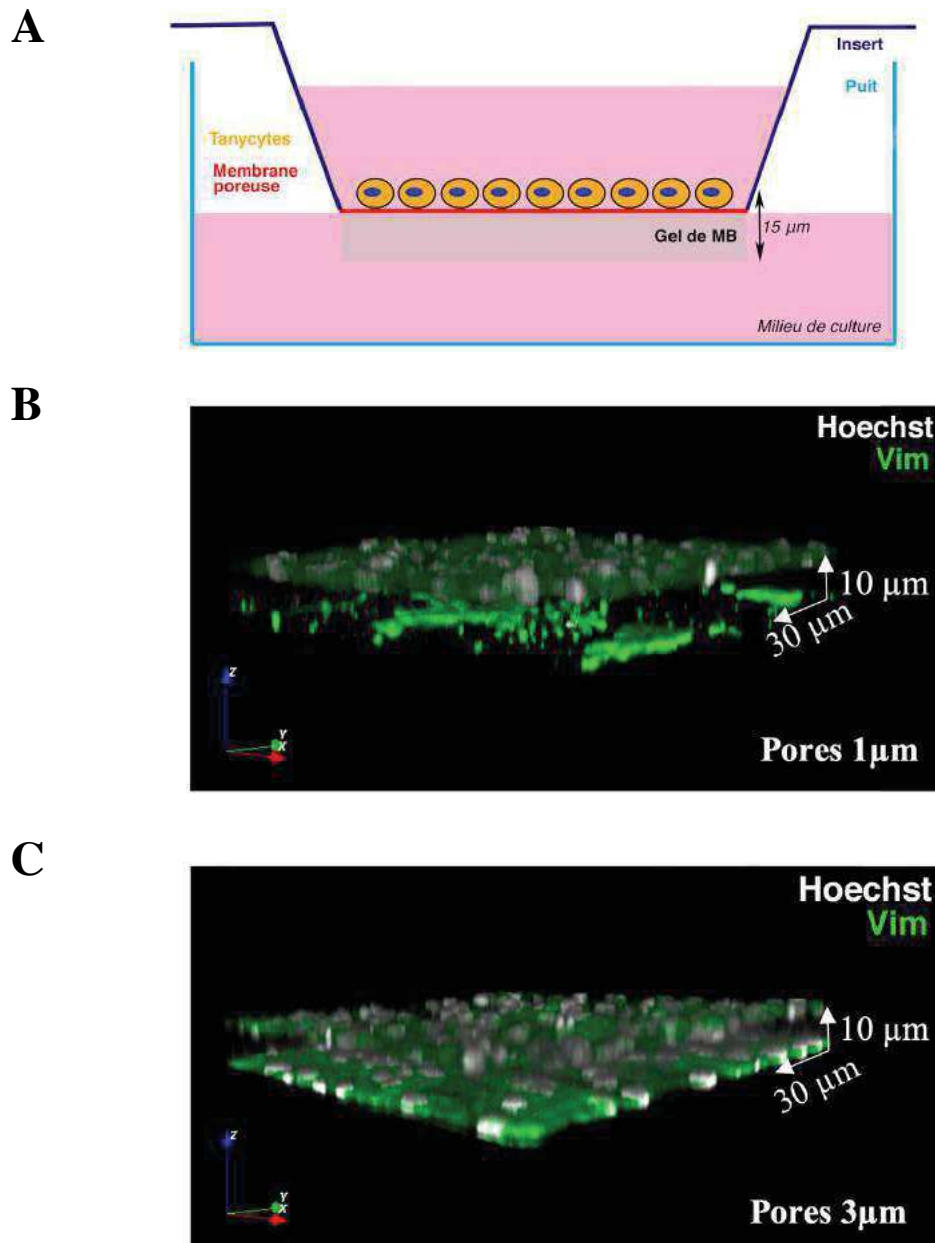 A
Insert
Puit
Tanycytes
Membrane
poreuse
Gel de MB
15 µm
Milieu de culture
B
Hoechst
Vim
10 µm
30 µm
Z
Y
X
Pores 1µm
C
Hoechst
Vim
10 µm
30 µm
Z
Y
X
Pores 3µm